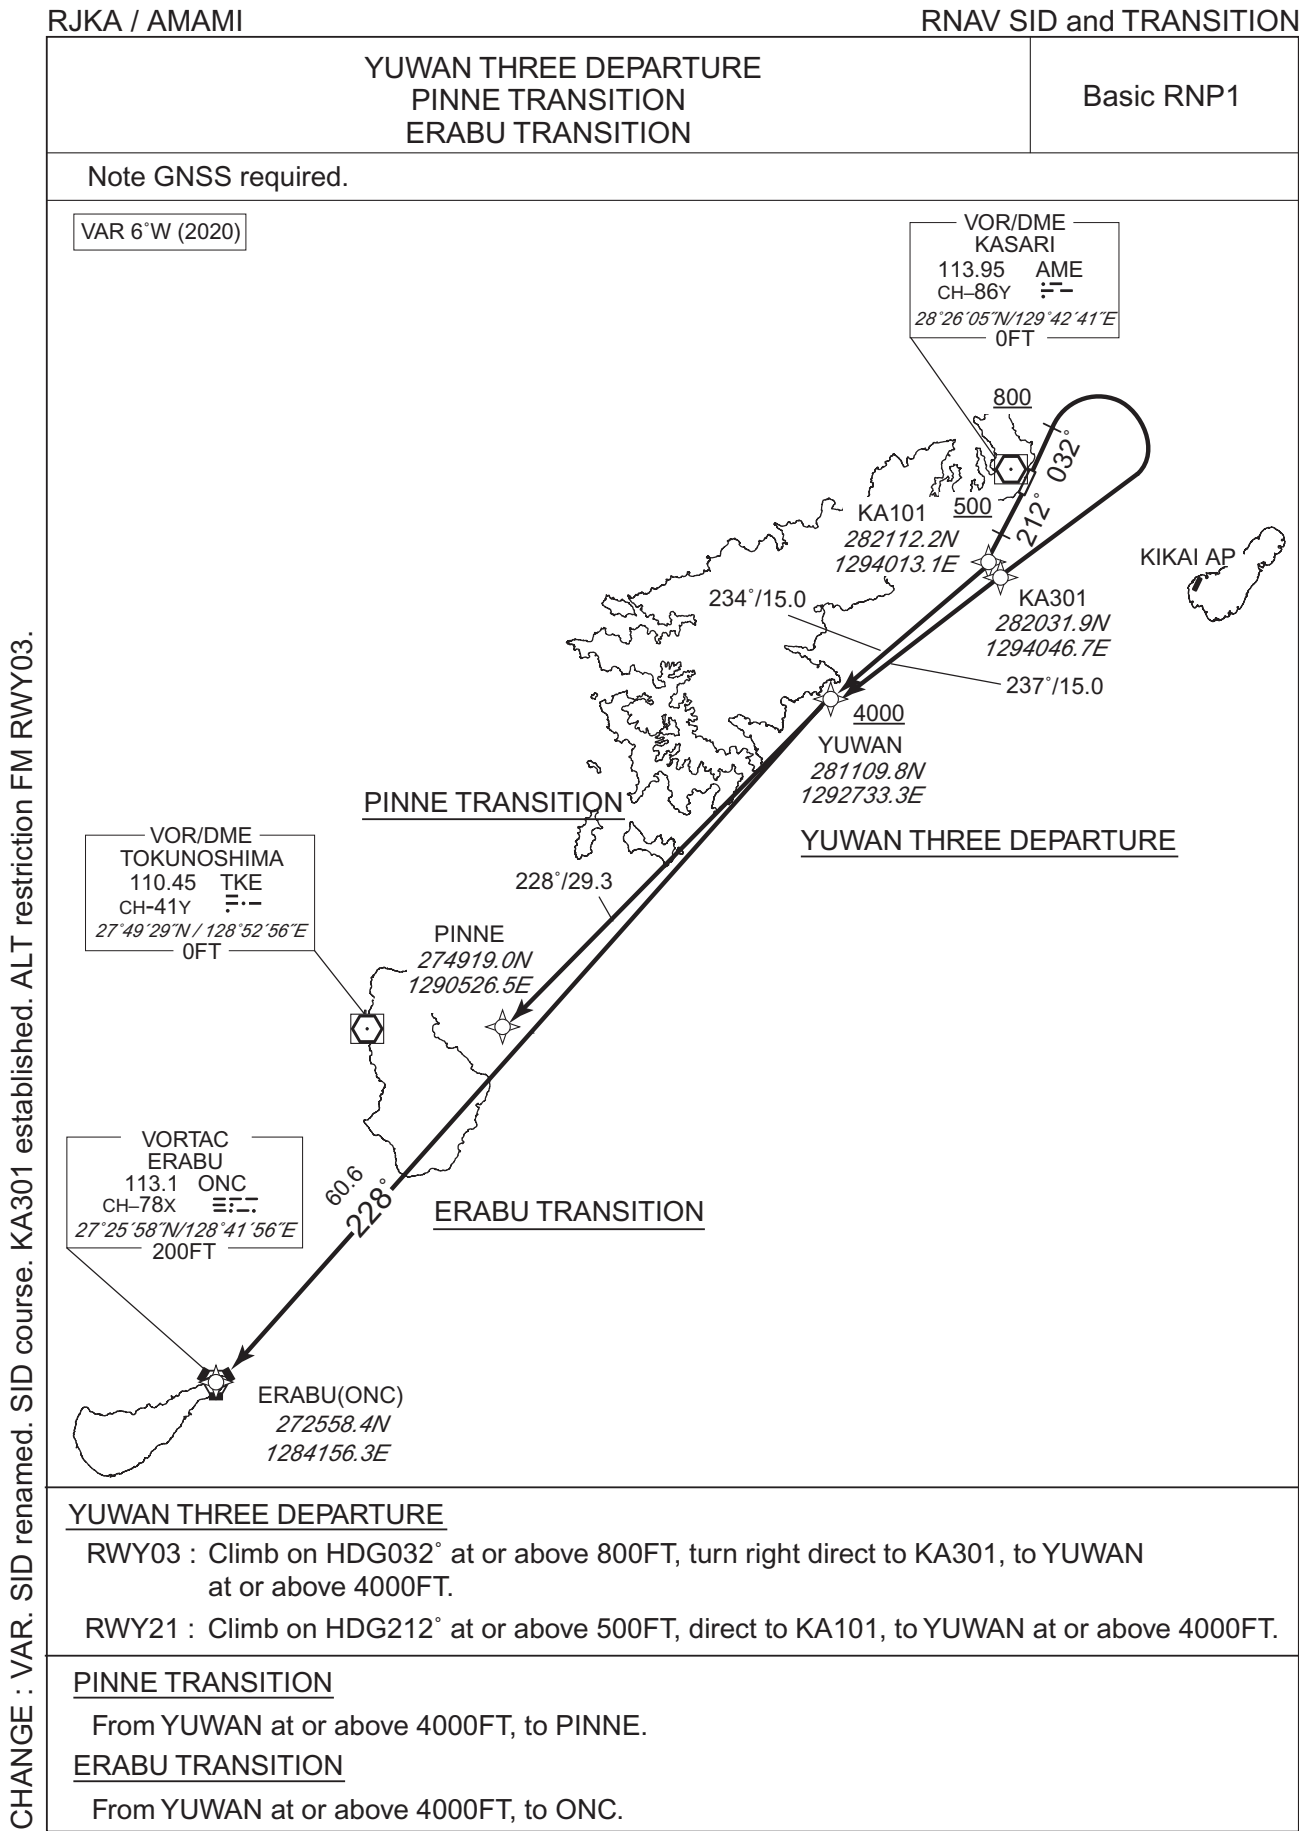 RJKA / AMAMI
RNAV SID and TRANSITION
YUWAN THREE DEPARTURE
PINNE TRANSITION
ERABU TRANSITION
Basic RNP1
Note GNSS required.
VAR 6°W (2020)
VOR/DME
KASARI
113.95 AME
CH–86Y
28°26´05˝N/129°42´41˝E
0FT
800
032°
212°
500
KA101
282112.2N
1294013.1E
KIKAI AP
KA301
282031.9N
1294046.7E
234°/15.0
237°/15.0
4000
YUWAN
281109.8N
1292733.3E
YUWAN THREE DEPARTURE
PINNE TRANSITION
VOR/DME
TOKUNOSHIMA
110.45 TKE
CH-41Y
27°49´29˝N / 128°52´56˝E
0FT
228°/29.3
PINNE
274919.0N
1290526.5E
VORTAC
ERABU
113.1 ONC
CH–78X
27°25´58˝N/128°41´56˝E
200FT
60.6
228°
ERABU TRANSITION
ERABU(ONC)
272558.4N
1284156.3E
YUWAN THREE DEPARTURE
RWY03 : Climb on HDG032° at or above 800FT, turn right direct to KA301, to YUWAN
at or above 4000FT.
RWY21 : Climb on HDG212° at or above 500FT, direct to KA101, to YUWAN at or above 4000FT.
PINNE TRANSITION
From YUWAN at or above 4000FT, to PINNE.
ERABU TRANSITION
From YUWAN at or above 4000FT, to ONC.
CHANGE : VAR. SID renamed. SID course. KA301 established. ALT restriction FM RWY03.